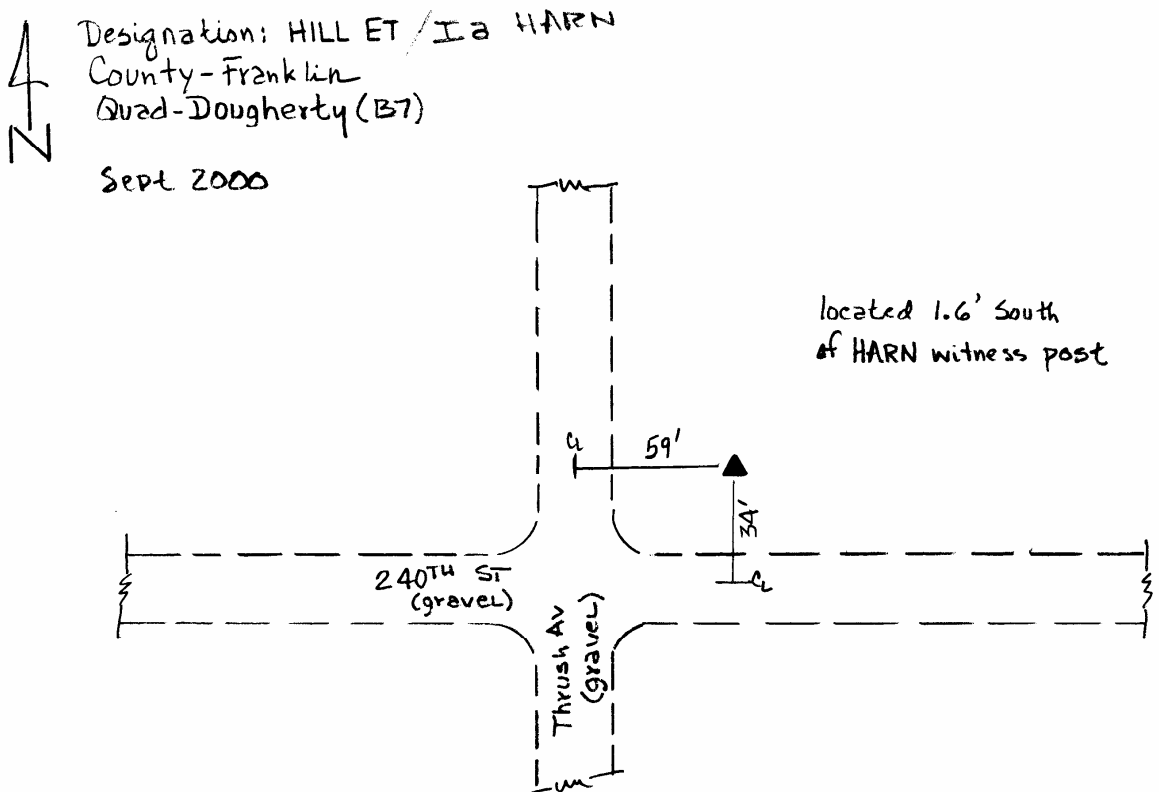 Designation: HILL ET / Ia HARN
County-Franklin
Quad-Dougherty (B7)
N
Sept 2000
located 1.6' South
of HARN witness post
CL
59'
34'
CL
240TH ST
(gravel)
Thrush Av
(gravel)